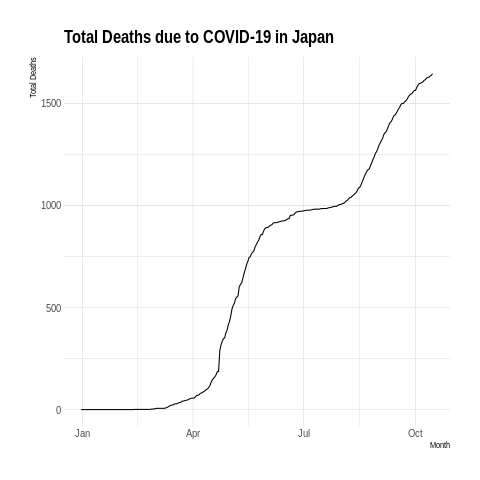 Total Deaths due to COVID-19 in Japan
Total Deaths
1500
1000
500
0
Jan Apr Jul Oct
Month